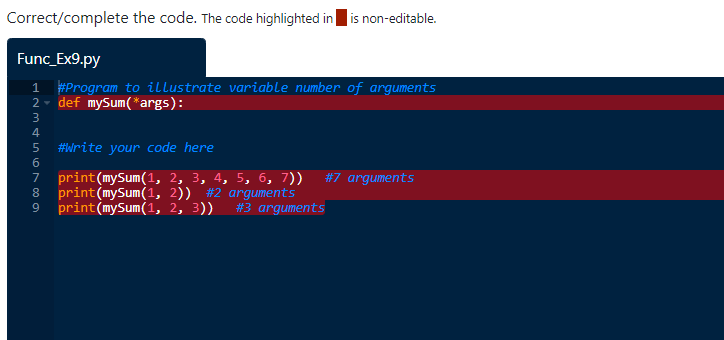 Correct/complete the code. The code highlighted in is non-editable.
Func_Ex9.py
1 #Program to illustrate variable number of arguments
2 def mySum(*args):
3
4
5 #Write your code here
6
7 print(mySum(1, 2, 3, 4, 5, 6, 7)) #7 arguments
8 print(mySum(1, 2)) #2 arguments
9 print(mySum(1, 2, 3)) #3 arguments